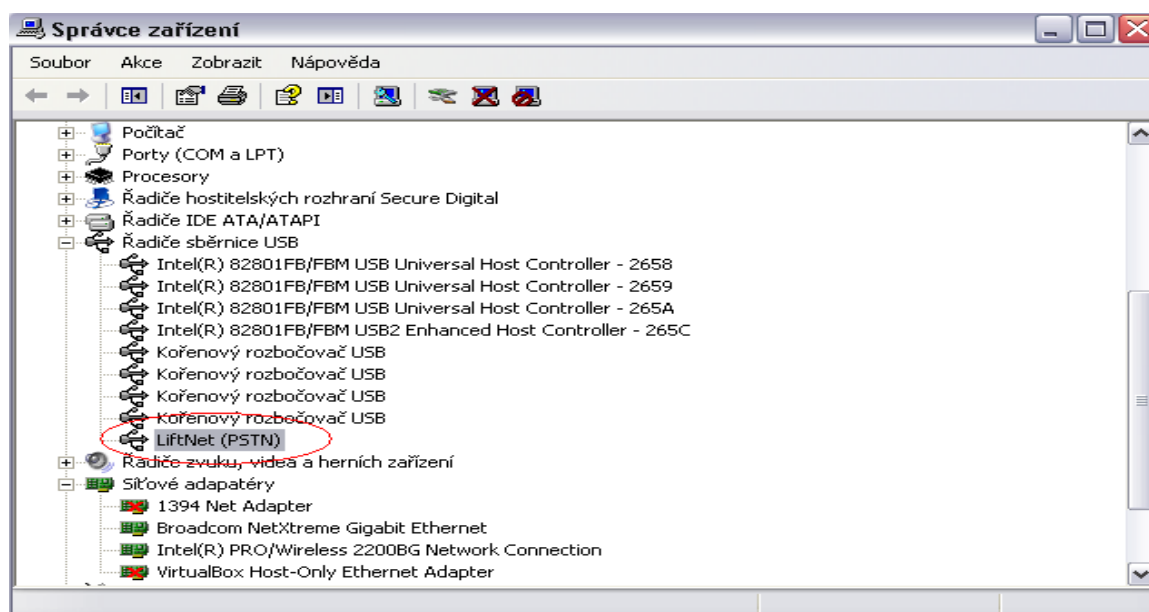 Správce zařízení
Soubor Akce Zobrazit Nápověda
Počítač
Porty (COM a LPT)
Procesory
Řadiče hostitelských rozhraní Secure Digital
Řadiče IDE ATA/ATAPI
Řadiče sběrnice USB
Intel(R) 82801FB/FBM USB Universal Host Controller - 2658
Intel(R) 82801FB/FBM USB Universal Host Controller - 2659
Intel(R) 82801FB/FBM USB Universal Host Controller - 265A
Intel(R) 82801FB/FBM USB2 Enhanced Host Controller - 265C
Kořenový rozbočovač USB
Kořenový rozbočovač USB
Kořenový rozbočovač USB
Kořenový rozbočovač USB
LiftNet (PSTN)
Řadiče zvuku, videa a herních zařízení
Síťové adapatéry
1394 Net Adapter
Broadcom NetXtreme Gigabit Ethernet
Intel(R) PRO/Wireless 2200BG Network Connection
VirtualBox Host-Only Ethernet Adapter